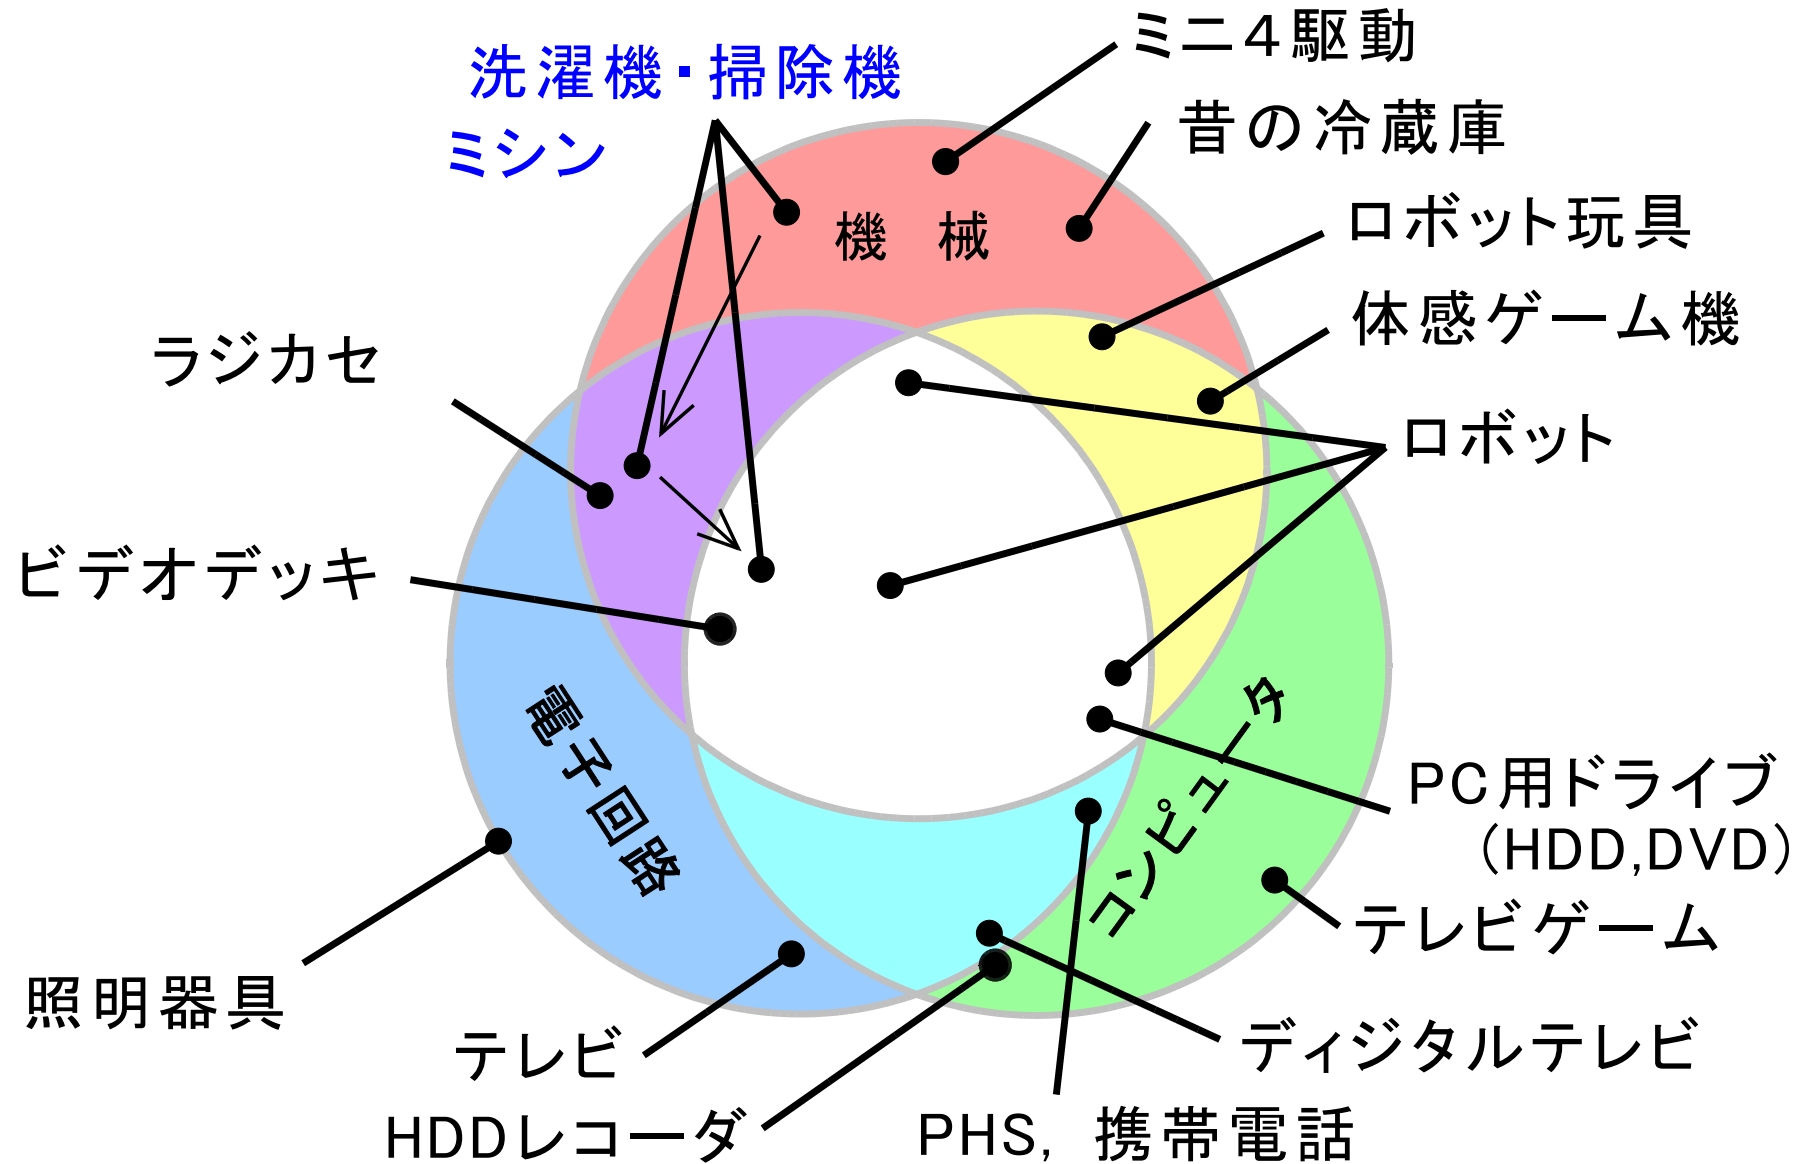 ミニ4駆動
洗濯機・掃除機
ミシン
昔の冷蔵庫
機 械
ロボット玩具
体感ゲーム機
ラジカセ
ロボット
ビデオデッキ
電子回路
コンピュータ
PC用ドライブ
(HDD,DVD)
テレビゲーム
照明器具
テレビ
ディジタルテレビ
HDDレコーダ
PHS, 携帯電話